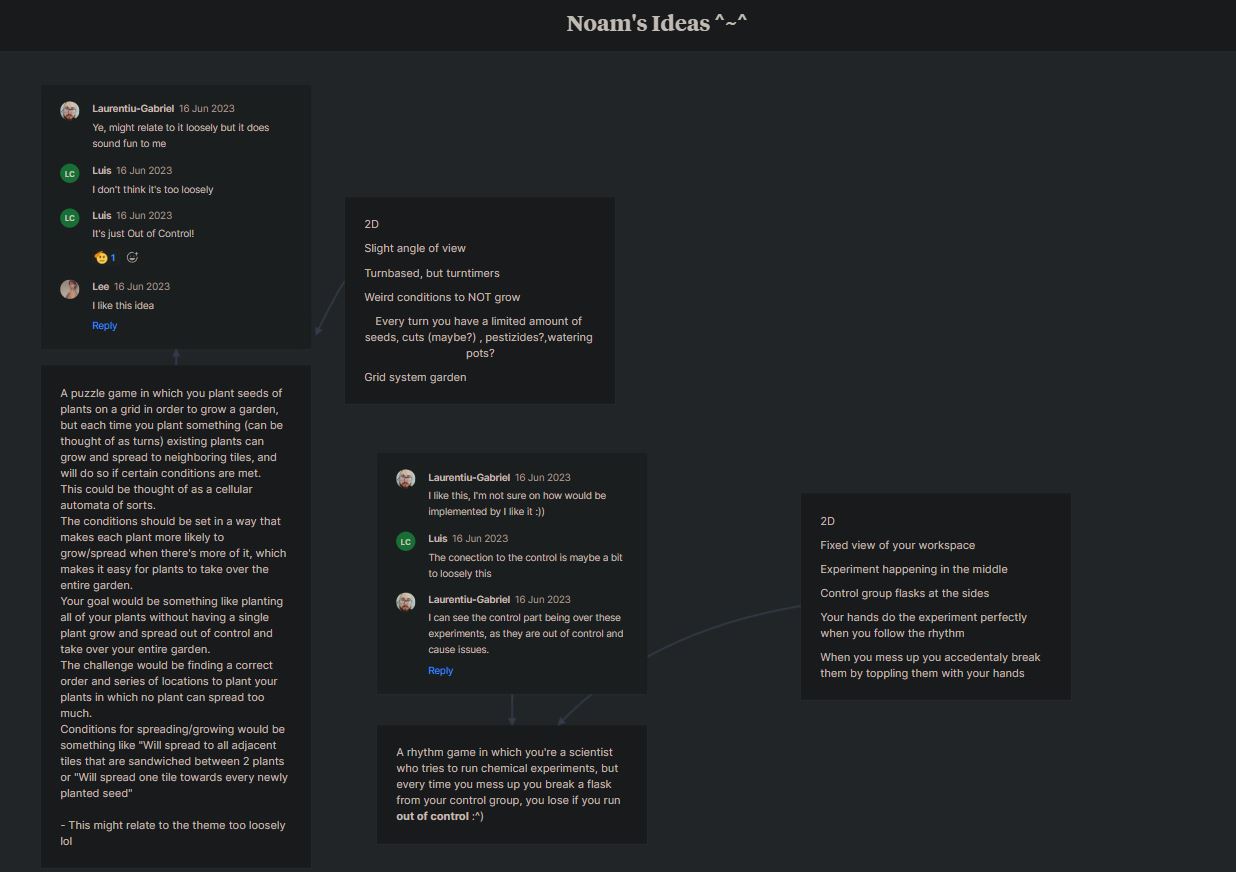 Noam's Ideas ^~^
Laurentiu-Gabriel 16 Jun 2023
Ye, might relate to it loosely but it does
sound fun to me
LC Luis 16 Jun 2023
I don't think it's too loosely
LC Luis 16 Jun 2023
It's just Out of Control!
1
Lee 16 Jun 2023
I like this idea
Reply
2D
Slight angle of view
Turnbased, but turntimers
Weird conditions to NOT grow
Every turn you have a limited amount of
seeds, cuts (maybe?) , pestizides?,watering
pots?
Grid system garden
A puzzle game in which you plant seeds of
plants on a grid in order to grow a garden,
but each time you plant something (can be
thought of as turns) existing plants can
grow and spread to neighboring tiles, and
will do so if certain conditions are met.
This could be thought of as a cellular
automata of sorts.
The conditions should be set in a way that
makes each plant more likely to
grow/spread when there's more of it, which
makes it easy for plants to take over the
entire garden.
Your goal would be something like planting
all of your plants without having a single
plant grow and spread out of control and
take over your entire garden.
The challenge would be finding a correct
order and series of locations to plant your
plants in which no plant can spread too
much.
Conditions for spreading/growing would be
something like "Will spread to all adjacent
tiles that are sandwiched between 2 plants
or "Will spread one tile towards every newly
planted seed"
- This might relate to the theme too loosely
lol
Laurentiu-Gabriel 16 Jun 2023
I like this, I'm not sure on how would be
implemented by I like it :))
LC Luis 16 Jun 2023
The conection to the control is maybe a bit
to loosely this
Laurentiu-Gabriel 16 Jun 2023
I can see the control part being over these
experiments, as they are out of control and
cause issues.
Reply
A rhythm game in which you're a scientist
who tries to run chemical experiments, but
every time you mess up you break a flask
from your control group, you lose if you run
out of control :^)
2D
Fixed view of your workspace
Experiment happening in the middle
Control group flasks at the sides
Your hands do the experiment perfectly
when you follow the rhythm
When you mess up you accedentaly break
them by toppling them with your hands